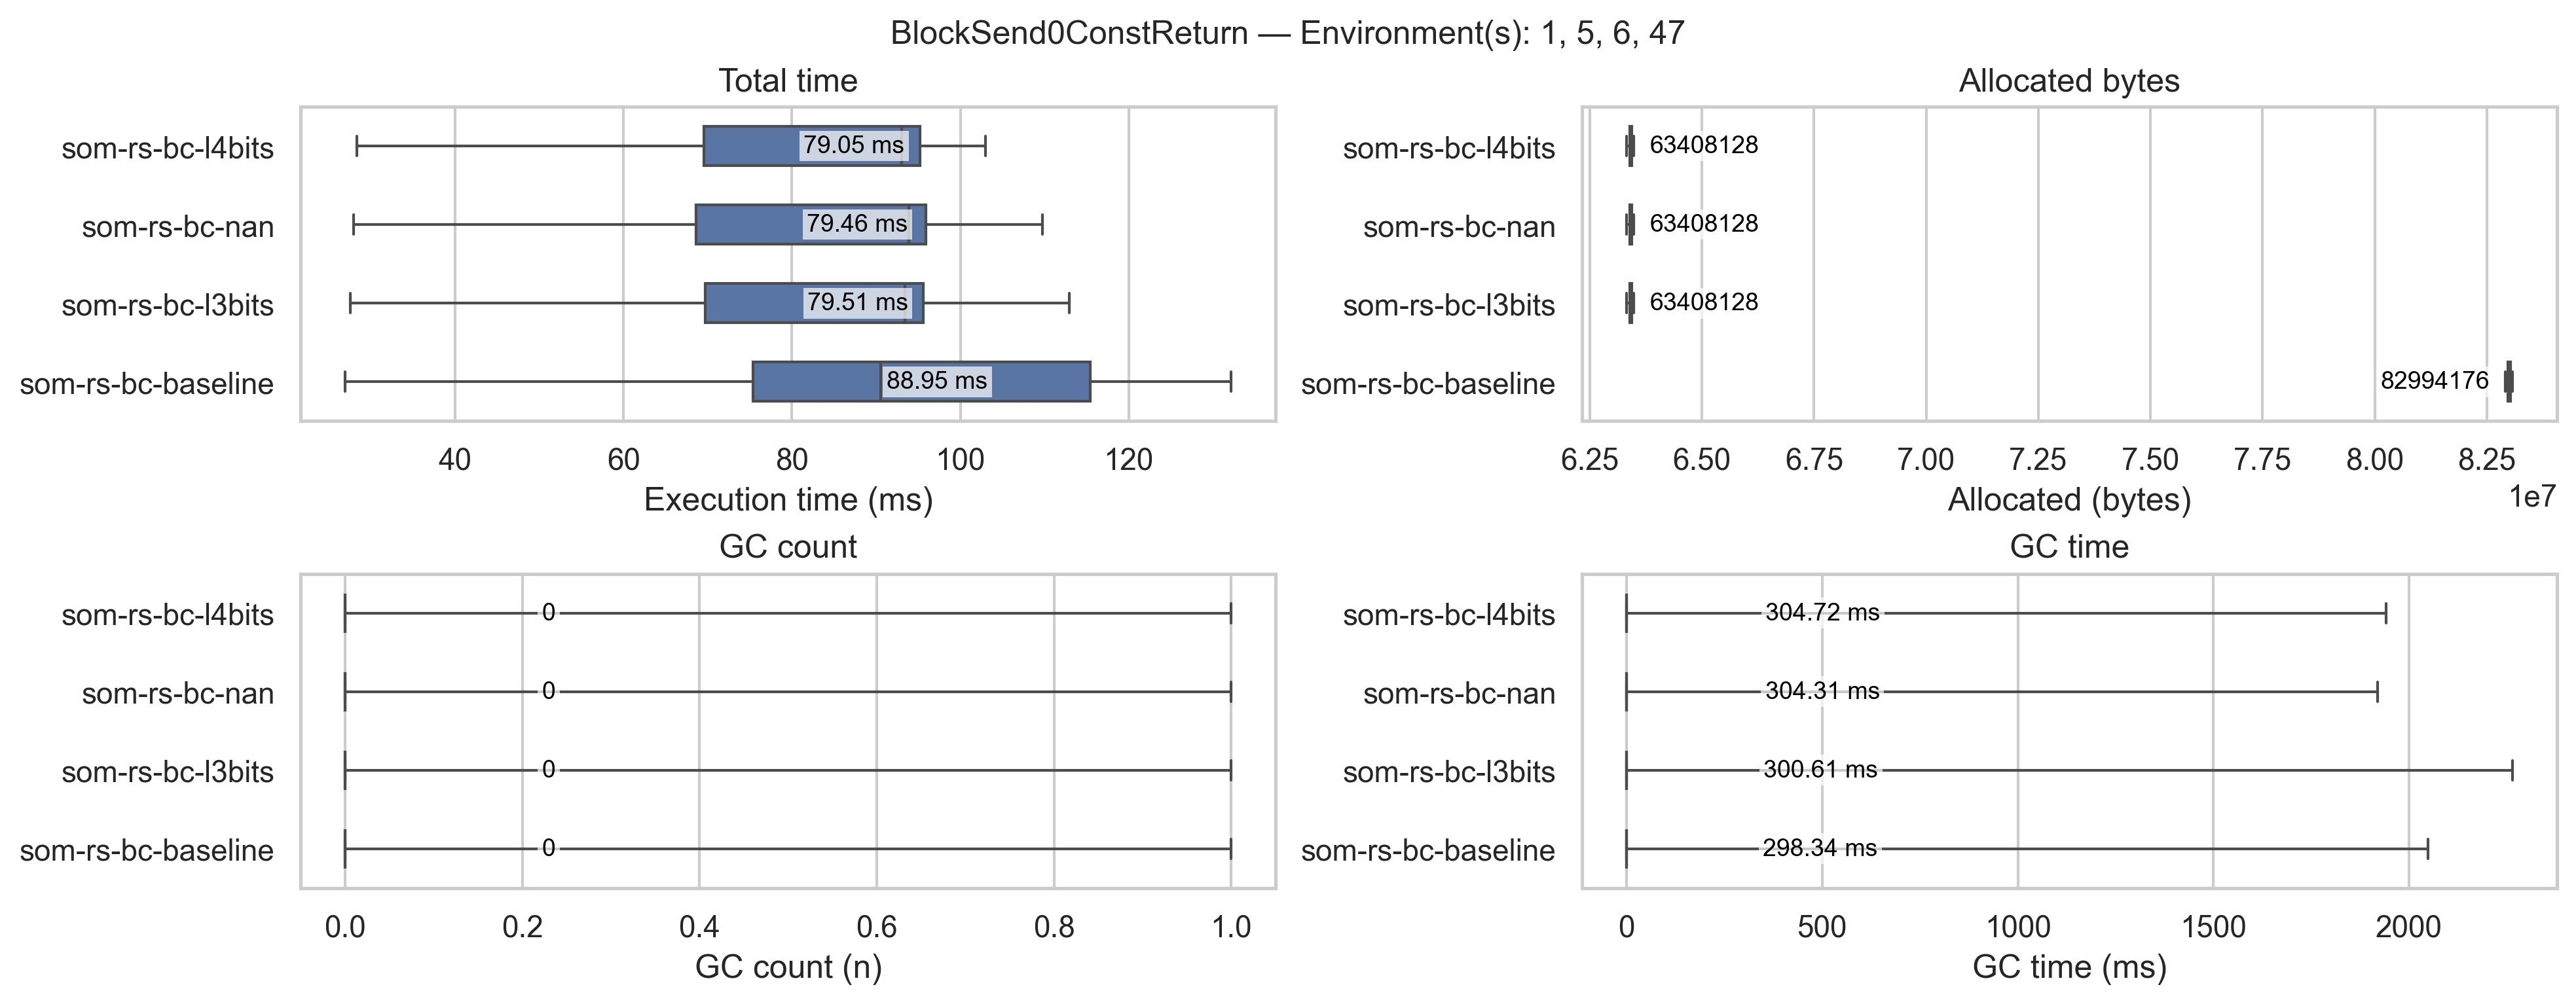 BlockSend0ConstReturn — Environment(s): 1, 5, 6, 47
Total time
som-rs-bc-l4bits
79.05 ms
som-rs-bc-nan
79.46 ms
som-rs-bc-l3bits
79.51 ms
som-rs-bc-baseline
88.95 ms
40 60 80 100 120
Execution time (ms)
Allocated bytes
som-rs-bc-l4bits
63408128
som-rs-bc-nan
63408128
som-rs-bc-l3bits
63408128
som-rs-bc-baseline
82994176
6.25 6.50 6.75 7.00 7.25 7.50 7.75 8.00 8.25
1e7
Allocated (bytes)
GC count
som-rs-bc-l4bits
0
som-rs-bc-nan
0
som-rs-bc-l3bits
0
som-rs-bc-baseline
0
0.0 0.2 0.4 0.6 0.8 1.0
GC count (n)
GC time
som-rs-bc-l4bits
304.72 ms
som-rs-bc-nan
304.31 ms
som-rs-bc-l3bits
300.61 ms
som-rs-bc-baseline
298.34 ms
0 500 1000 1500 2000
GC time (ms)